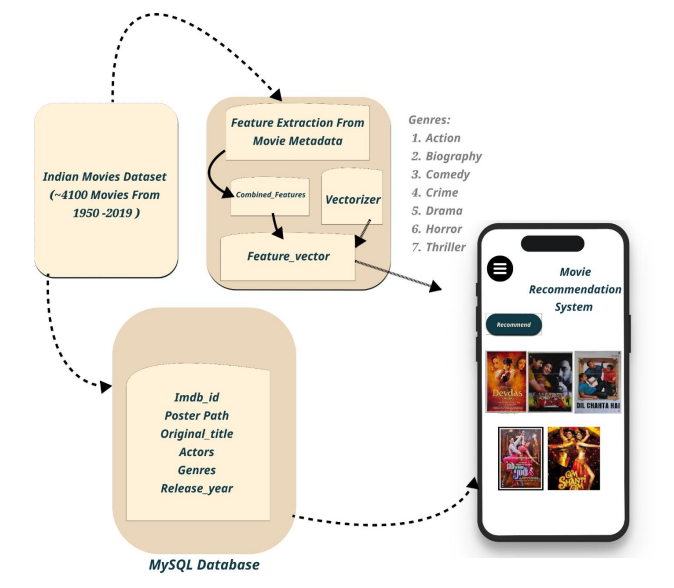 Indian Movies Dataset
(~4100 Movies From
1950 -2019 )
Feature Extraction From
Movie Metadata
Combined_Features
Vectorizer
Feature_vector
Genres:
1. Action
2. Biography
3. Comedy
4. Crime
5. Drama
6. Horror
7. Thriller
Movie
Recommendation
System
Recommend
DEVDAS
DIL CHAHTA HAI
OM
SHANTI
OM
Imdb_id
Poster Path
Original_title
Actors
Genres
Release_year
MySQL Database